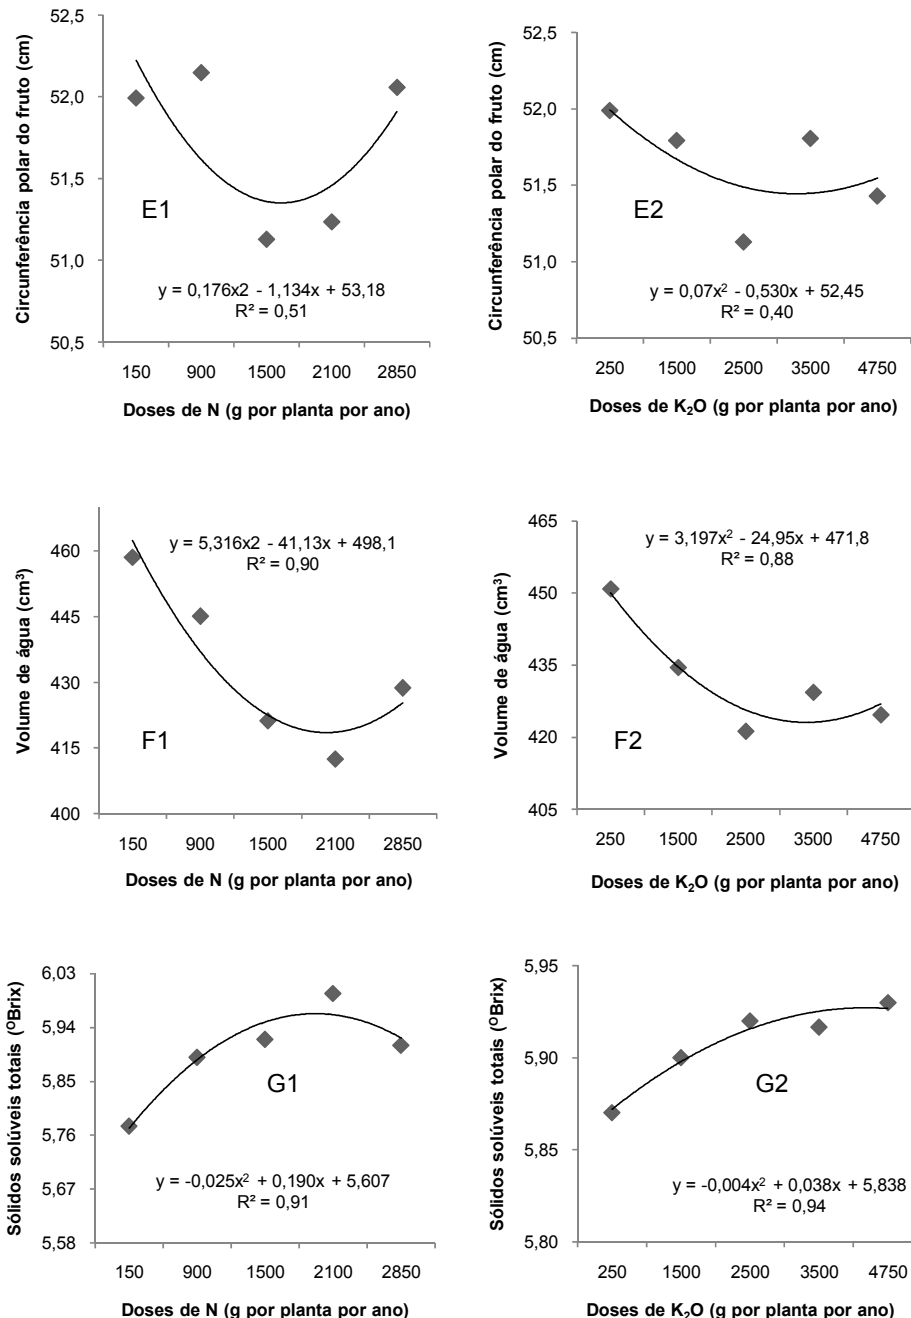 Circunferência polar do fruto (cm)
52,5
52,0
51,5
51,0
50,5
E1
y = 0,176x2 - 1,134x + 53,18
R² = 0,51
150 900 1500 2100 2850
Doses de N (g por planta por ano)
Circunferência polar do fruto (cm)
52,5
52,0
51,5
51,0
50,5
E2
y = 0,07x² - 0,530x + 52,45
R² = 0,40
250 1500 2500 3500 4750
Doses de K₂O (g por planta por ano)
Volume de água (cm³)
460
445
430
415
400
y = 5,316x2 - 41,13x + 498,1
R² = 0,90
F1
150 900 1500 2100 2850
Doses de N (g por planta por ano)
Volume de água (cm³)
465
450
435
420
405
y = 3,197x² - 24,95x + 471,8
R² = 0,88
F2
250 1500 2500 3500 4750
Doses de K₂O (g por planta por ano)
Sólidos solúveis totais (ºBrix)
6,03
5,94
5,85
5,76
5,67
5,58
G1
y = -0,025x² + 0,190x + 5,607
R² = 0,91
150 900 1500 2100 2850
Doses de N (g por planta por ano)
Sólidos solúveis totais (ºBrix)
5,95
5,90
5,85
5,80
G2
y = -0,004x² + 0,038x + 5,838
R² = 0,94
250 1500 2500 3500 4750
Doses de K₂O (g por planta por ano)